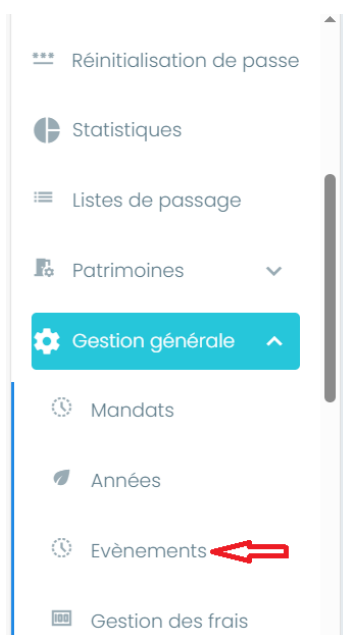 Réinitialisation de passe
Statistiques
Listes de passage
Patrimoines
Gestion générale
Mandats
Années
Evènements
Gestion des frais